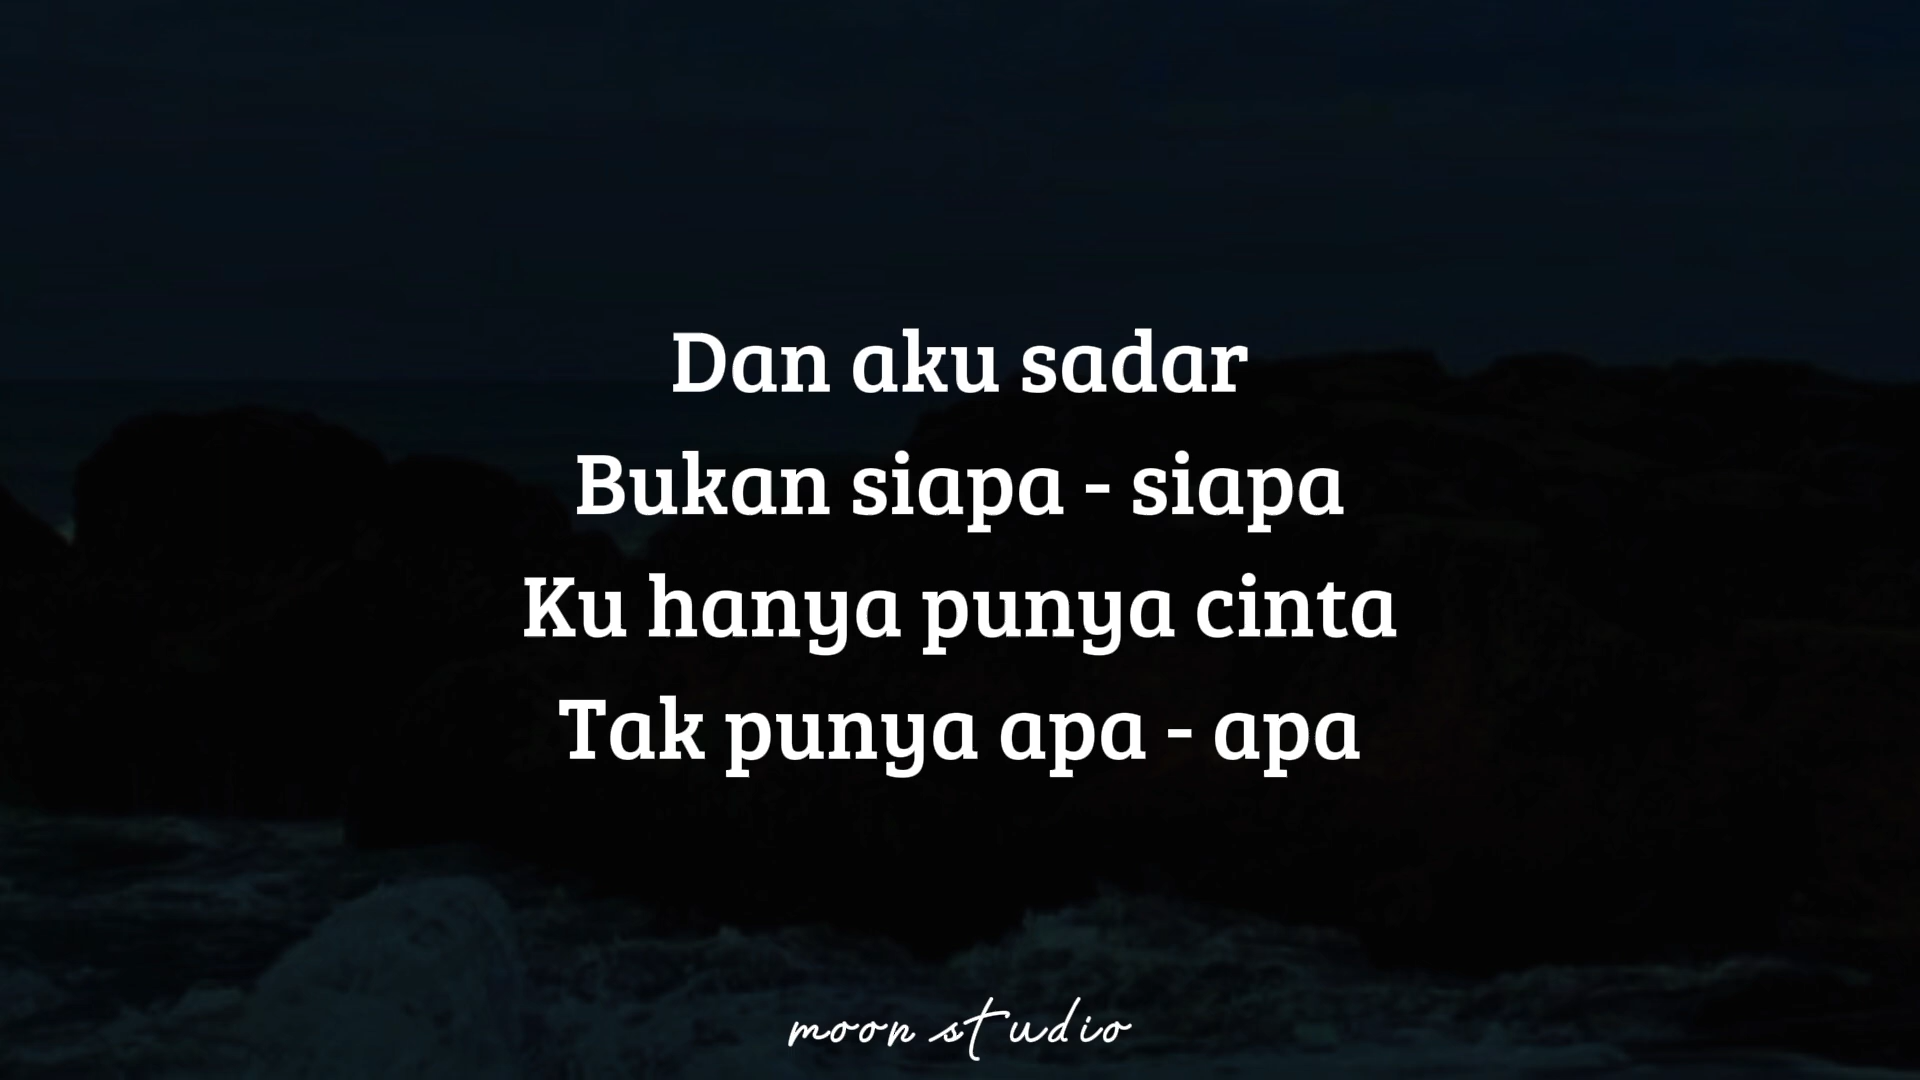 Dan aku sadar
Bukan siapa - siapa
Ku hanya punya cinta
Tak punya apa - apa
moon studio